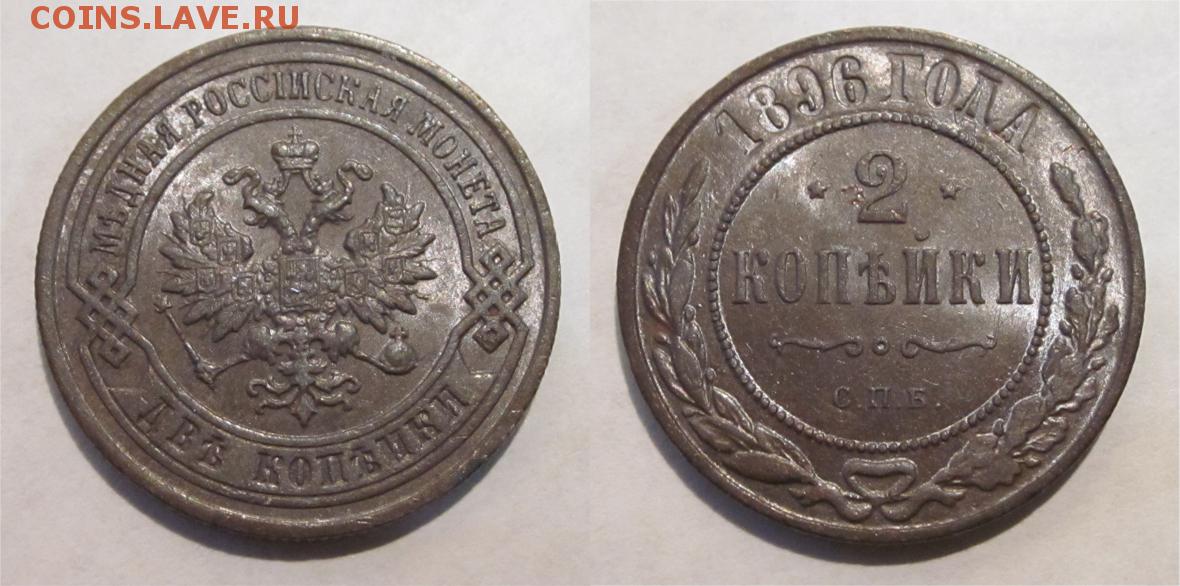 COINS.LAVE.RU
МѢДНАЯ РОССІЙСКАЯ МОНЕТА
ДВѢ КОПѢЙКИ
1896 ГОДА
2
КОПѢЙКИ
С.П.Б.